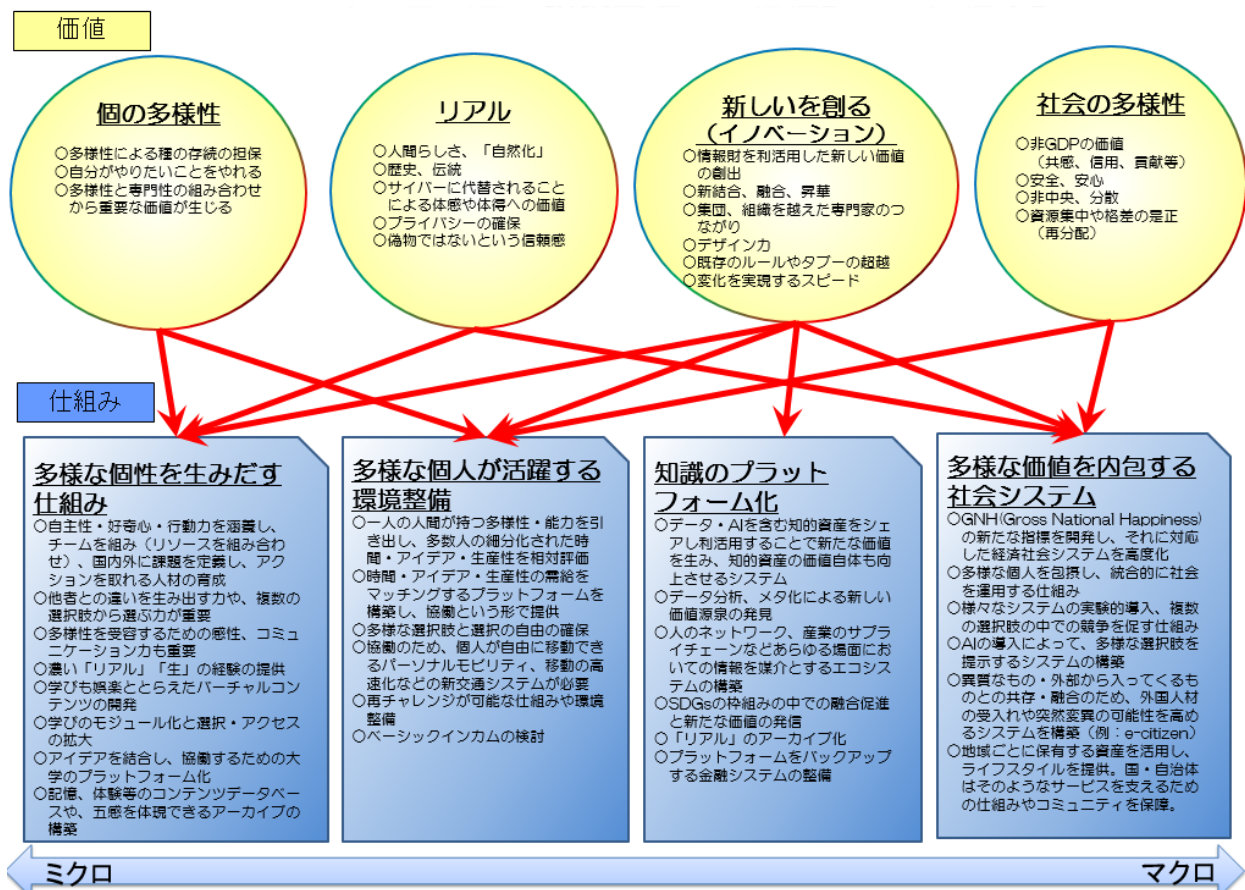 価値
個の多様性
○多様性による種の存続の担保
○自分がやりたいことをやれる
○多様性と専門性の組み合わせ
から重要な価値が生じる
リアル
○人間らしさ、「自然化」
○歴史、伝統
○サイバーに代替されること
による体感や体得への価値
○プライバシーの確保
○偽物ではないという信頼感
新しいを創る
（イノベーション）
○情報財を利活用した新しい価値
の創出
○新結合、融合、昇華
○集団、組織を越えた専門家のつ
ながり
○デザイン力
○既存のルールやタブーの超越
○変化を実現するスピード
社会の多様性
○非GDPの価値
（共感、信用、貢献等）
○安全、安心
○非中央、分散
○資源集中や格差の是正
（再分配）
仕組み
多様な個性を生みだす
仕組み
○自主性・好奇心・行動力を涵養し、
チームを組み（リソースを組み合わ
せ）、国内外に課題を定義し、アク
ションを取れる人材の育成
○他者との違いを生み出す力や、複数の
選択肢から選ぶ力が重要
○多様性を受容するための感性、コミュ
ニケーション力も重要
○濃い「リアル」「生」の経験の提供
○学びも娯楽ととらえたバーチャルコン
テンツの開発
○学びのモジュール化と選択・アクセス
の拡大
○アイデアを結合し、協働するための大
学のプラットフォーム化
○記憶、体験等のコンテンツデータベー
スや、五感を体現できるアーカイブの
構築
多様な個人が活躍する
環境整備
○一人の人間が持つ多様性・能力を引
き出し、多数人の細分化された時
間・アイデア・生産性を相対評価
○時間・アイデア・生産性の需給を
マッチングするプラットフォームを
構築し、協働という形で提供
○多様な選択肢と選択の自由の確保
○協働のため、個人が自由に移動でき
るパーソナルモビリティ、移動の高
速化などの新交通システムが必要
○再チャレンジが可能な仕組みや環境
整備
○ベーシックインカムの検討
知識のプラット
フォーム化
○データ・AIを含む知的資産をシェ
アし利活用することで新たな価値
を生み、知的資産の価値自体も向
上させるシステム
○データ分析、メタ化による新しい
価値源泉の発見
○人のネットワーク、産業のサプラ
イチェーンなどあらゆる場面にお
いての情報を媒介とするエコシス
テムの構築
○SDGsの枠組みの中での融合促進
と新たな価値の発信
○「リアル」のアーカイブ化
○プラットフォームをバックアップ
する金融システムの整備
多様な価値を内包する
社会システム
○GNH(Gross National Happiness)
の新たな指標を開発し、それに対応
した経済社会システムを高度化
○多様な個人を包摂し、統合的に社会
を運用する仕組み
○様々なシステムの実験的導入、複数
の選択肢の中での競争を促す仕組み
○AIの導入によって、多様な選択肢を
提示するシステムの構築
○異質なもの・外部から入ってくるも
のとの共存・融合のため、外国人材
の受入れや突然変異の可能性を高め
るシステムを構築（例：e-citizen）
○地域ごとに保有する資産を活用し、
ライフスタイルを提供。国・自治体
はそのようなサービスを支えるため
の仕組みやコミュニティを保障。
ミクロ
マクロ